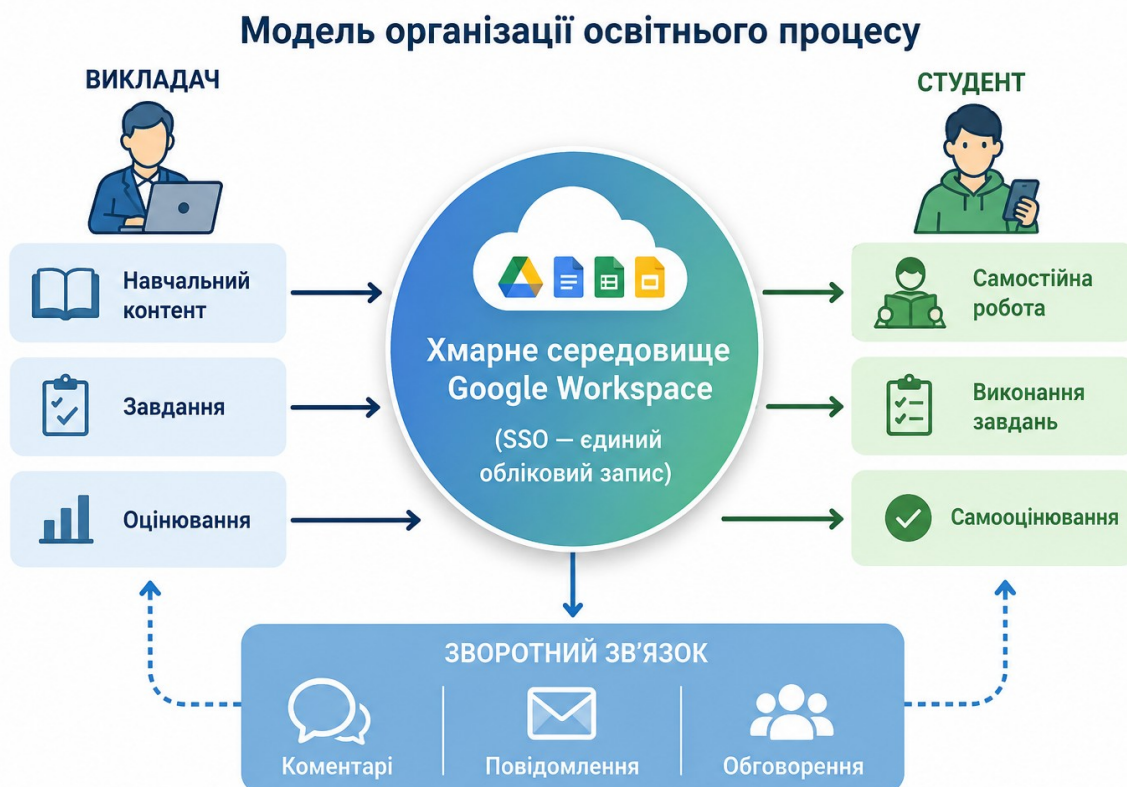 Модель організації освітнього процесу
ВИКЛАДАЧ
СТУДЕНТ
Навчальний
контент
Завдання
Оцінювання
Хмарне середовище
Google Workspace
(SSO — єдиний
обліковий запис)
Самостійна
робота
Виконання
завдань
Самооцінювання
ЗВОРОТНИЙ ЗВ’ЯЗОК
Коментарі
Повідомлення
Обговорення